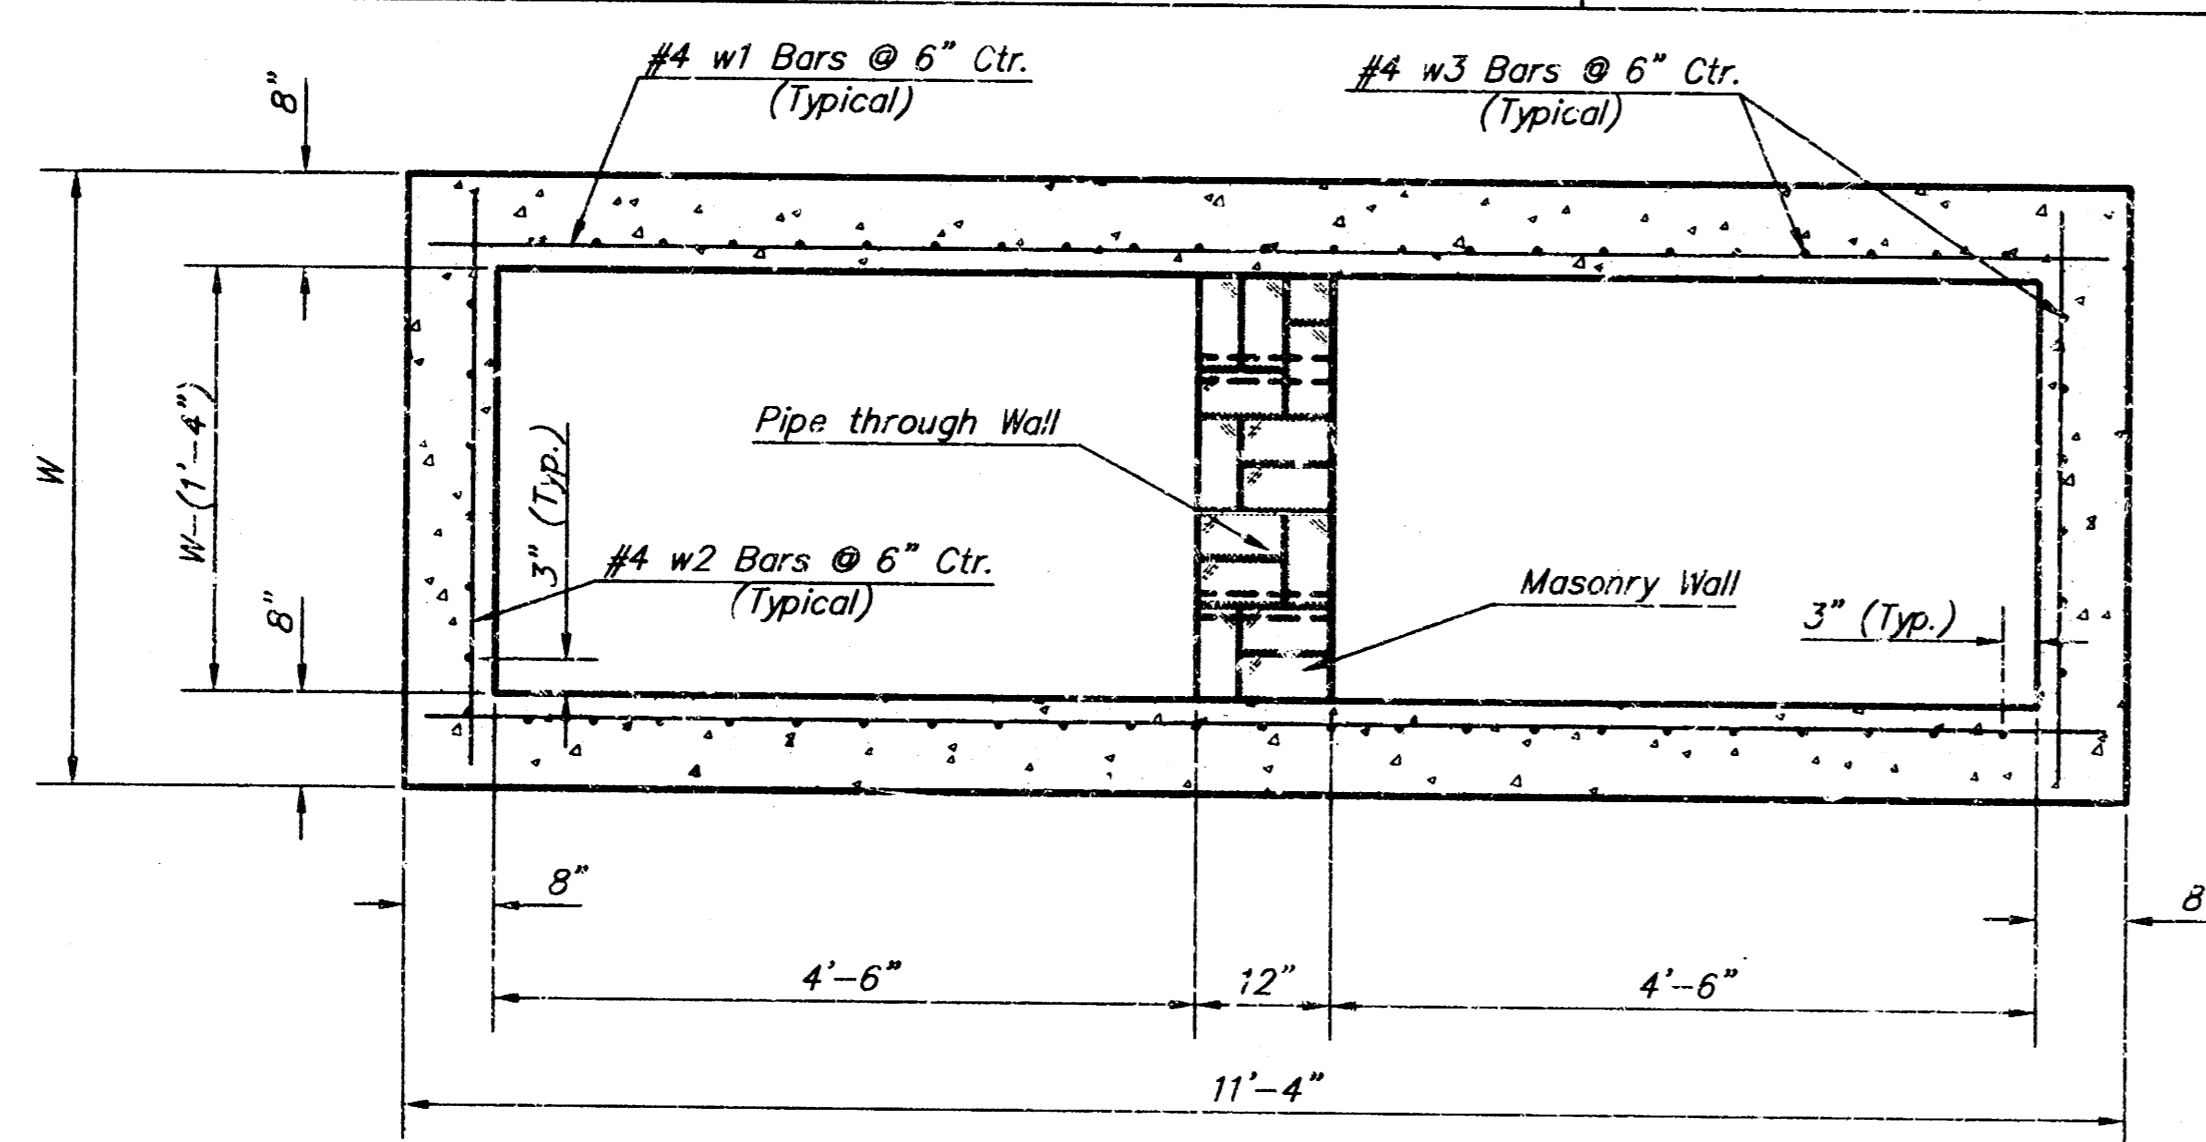 #4 w1 Bars @ 6" Ctr.
(Typical)
#4 w3 Bars @ 6" Ctr.
(Typical)
8"
W
W-(1'-4")
8"
3" (Typ.)
Pipe through Wall
#4 w2 Bars @ 6" Ctr.
(Typical)
Masonry Wall
3" (Typ.)
8"
8
4'-6"
12"
4'-6"
11'-4"